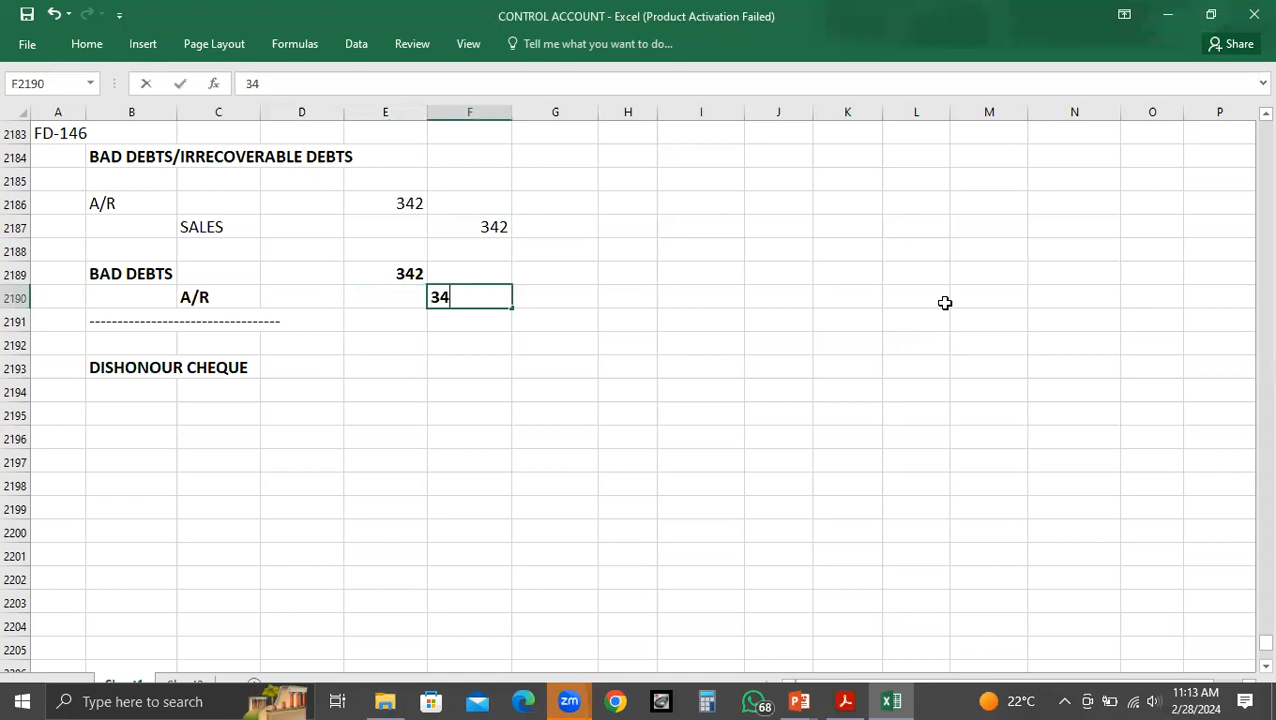 CONTROL ACCOUNT - Excel (Product Activation Failed)
File Home Insert Page Layout Formulas Data Review View Tell me what you want to do... Share
F2190 fx 34
A B C D E F G H I J K L M N O P
2183 FD-146
2184 BAD DEBTS/IRRECOVERABLE DEBTS
2185
2186 A/R 342
2187 SALES 342
2188
2189 BAD DEBTS 342
2190 A/R 34
2191 ----------------------------------
2192
2193 DISHONOUR CHEQUE
2194
2195
2196
2197
2198
2199
2200
2201
2202
2203
2204
2205
Type here to search 68 22°C 11:13 AM
2/28/2024